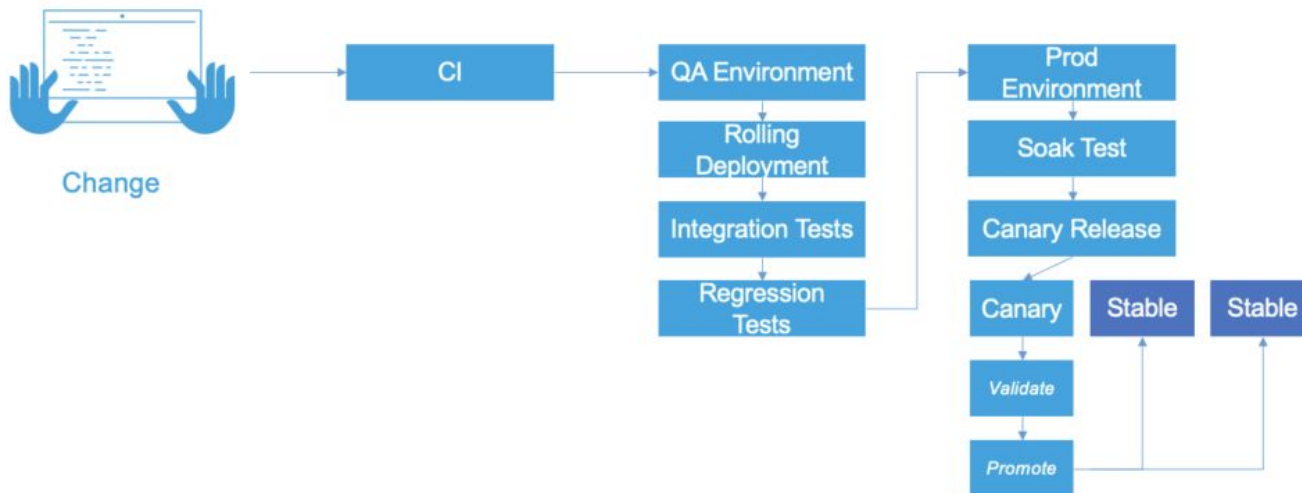 Change
CI
QA Environment
Rolling
Deployment
Integration Tests
Regression
Tests
Prod
Environment
Soak Test
Canary Release
Canary
Stable
Stable
Validate
Promote